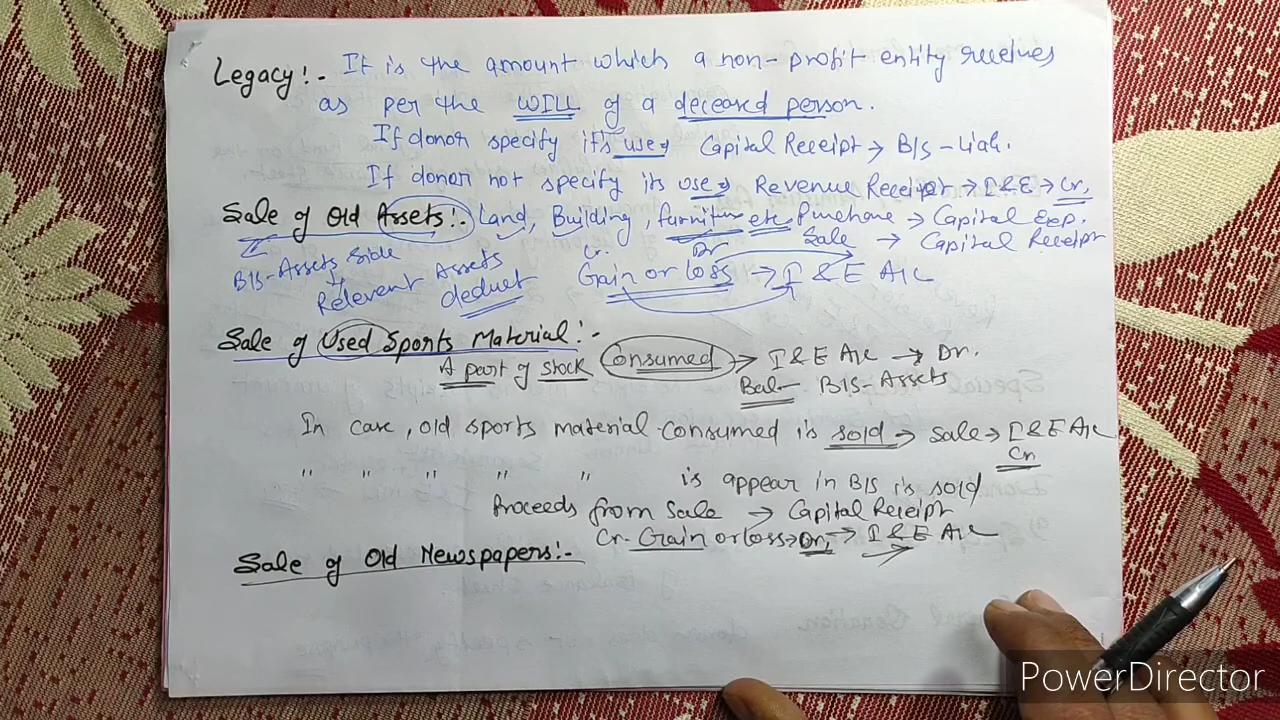 Legacy:- It is the amount which a non-profit entity receives
as per the WILL of a deceased person.
If donor specify it's use → Capital Receipt → B/S - Liab.
If donor not specify its use → Revenue Receipt → I & E → Cr,
Sale of Old Assets:- Land, Building, furniture etc. Purchase → Capital Exp.
Sale → Capital Receipt
B/S-Assets side
Relevent Assets
deduct
Cr. Dr
Gain or loss → I & E A/c
Sale of Used Sports Material:-
A part of stock Consumed → I & E A/c → Dr.
Bal— B/S-Assets
In case, old sports material consumed is sold → Sale → I & E A/c
Cr
" " " " " is appear in B/S is sold
Proceeds from Sale → Capital Receipt
Cr. Gain or loss → Dr, → I & E A/c
Sale of Old Newspapers:-
PowerDirector